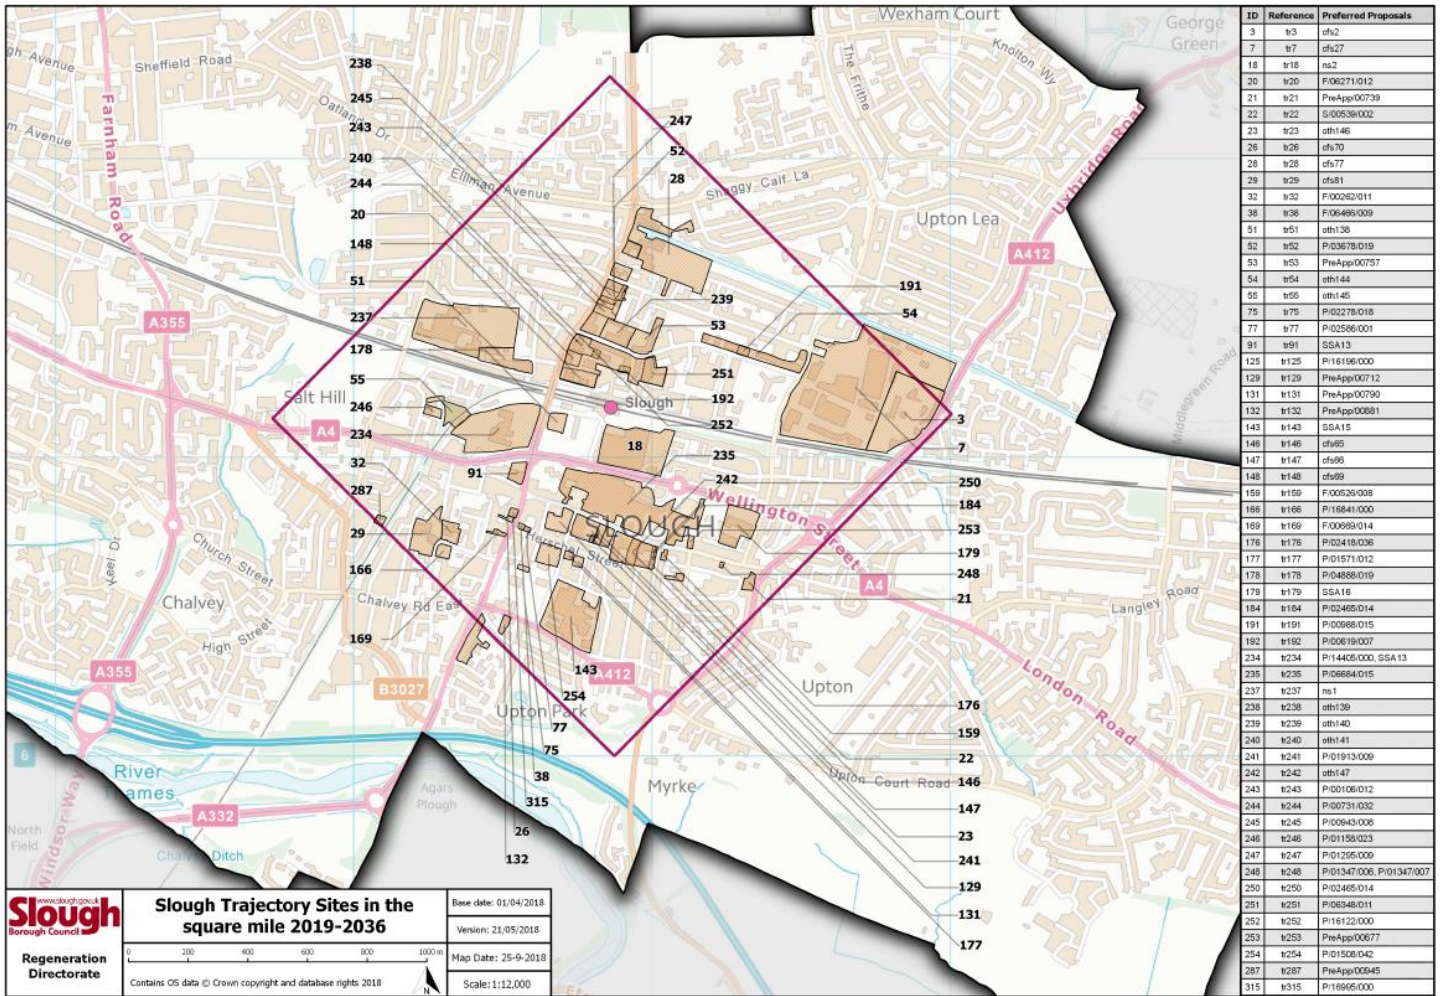 Wexham Court
George
Green
Knolton Wy
The Frithe
gh Avenue
Sheffield Road
Oatland Dr
m Avenue
Farnham Road
Elliman Avenue
Shaggy Calf La
Uxbridge Road
Upton Lea
A412
A355
Middlegreen Road
238
245
243
240
244
20
148
51
237
178
55
246
234
32
287
29
166
169
247
52
28
239
53
191
54
251
192
252
3
7
18
235
242
91
250
184
253
179
248
21
Salt Hill
A4
Slough
Wellington Street
SLOUGH
Herschel Street
A4
Keel Dr
Church Street
Chalvey
High Street
Chalvey Rd East
Langley Road
London Road
A355
B3027
143
A412
254
Upton Park
77
75
38
315
26
132
Upton
176
159
22
146
147
23
241
129
131
177
Upton Court Road
Myrke
Agars
Plough
6
River
Thames
A332
Windsor Way
North
Field
Chalvey Ditch
Eto
www.slough.gov.uk
Slough
Borough Council
Regeneration
Directorate
Slough Trajectory Sites in the
square mile 2019-2036
0 200 400 600 800 1000 m
Contains OS data © Crown copyright and database rights 2018
N
Base date: 01/04/2018
Version: 21/05/2018
Map Date: 25-9-2018
Scale: 1:12,000
ID Reference Preferred Proposals
3 tr3 cfs2
7 tr7 cfs27
18 tr18 ns2
20 tr20 F/06271/012
21 tr21 PreApp/00739
22 tr22 S/00539/002
23 tr23 oth146
26 tr26 cfs70
28 tr28 cfs77
29 tr29 cfs81
32 tr32 F/00262/011
38 tr38 F/06466/009
51 tr51 oth138
52 tr52 P/03678/019
53 tr53 PreApp/00757
54 tr54 oth144
55 tr55 oth145
75 tr75 P/02278/018
77 tr77 P/02586/001
91 tr91 SSA13
125 tr125 P/16196/000
129 tr129 PreApp/00712
131 tr131 PreApp/00790
132 tr132 PreApp/00881
143 tr143 SSA15
146 tr146 cfs65
147 tr147 cfs66
148 tr148 cfs69
159 tr159 F/00526/008
166 tr166 P/16841/000
169 tr169 F/00669/014
176 tr176 P/02418/036
177 tr177 P/01571/012
178 tr178 P/04888/019
179 tr179 SSA16
184 tr184 P/02465/014
191 tr191 P/00988/015
192 tr192 P/00619/007
234 tr234 P/14405/000, SSA13
235 tr235 P/06684/015
237 tr237 ns1
238 tr238 oth139
239 tr239 oth140
240 tr240 oth141
241 tr241 P/01913/009
242 tr242 oth147
243 tr243 P/00106/012
244 tr244 P/00731/032
245 tr245 P/00943/008
246 tr246 P/01158/023
247 tr247 P/01295/009
248 tr248 P/01347/006, P/01347/007
250 tr250 P/02465/014
251 tr251 P/06348/011
252 tr252 P/16122/000
253 tr253 PreApp/00677
254 tr254 P/01508/042
287 tr287 PreApp/00945
315 tr315 P/16995/000